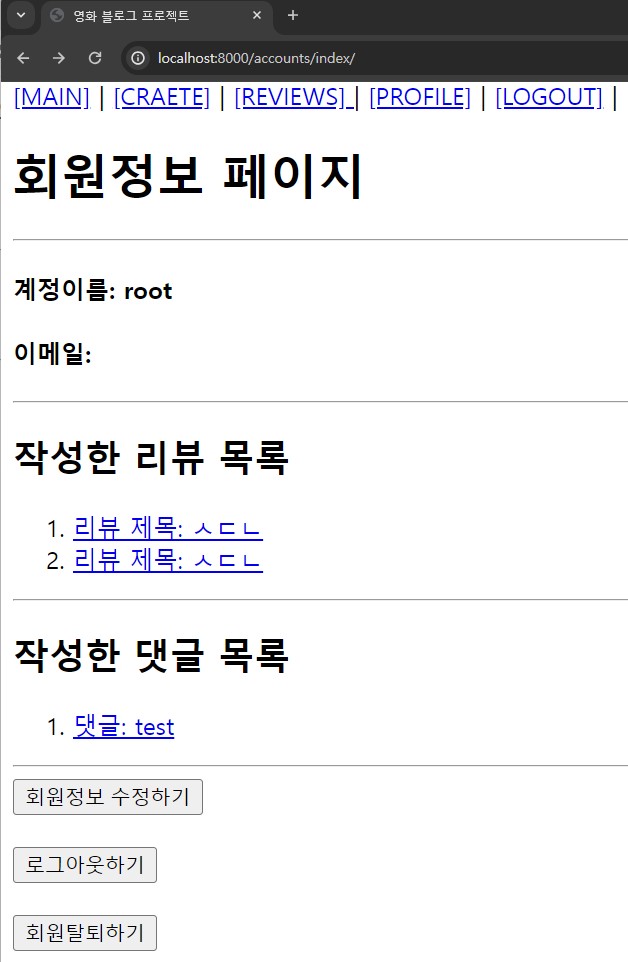 영화 블로그 프로젝트
localhost:8000/accounts/index/
[MAIN] | [CRAETE] | [REVIEWS] | [PROFILE] | [LOGOUT] |
회원정보 페이지
계정이름: root
이메일:
작성한 리뷰 목록
1. 리뷰 제목: ㅅㄷㄴ
2. 리뷰 제목: ㅅㄷㄴ
작성한 댓글 목록
1. 댓글: test
회원정보 수정하기
로그아웃하기
회원탈퇴하기